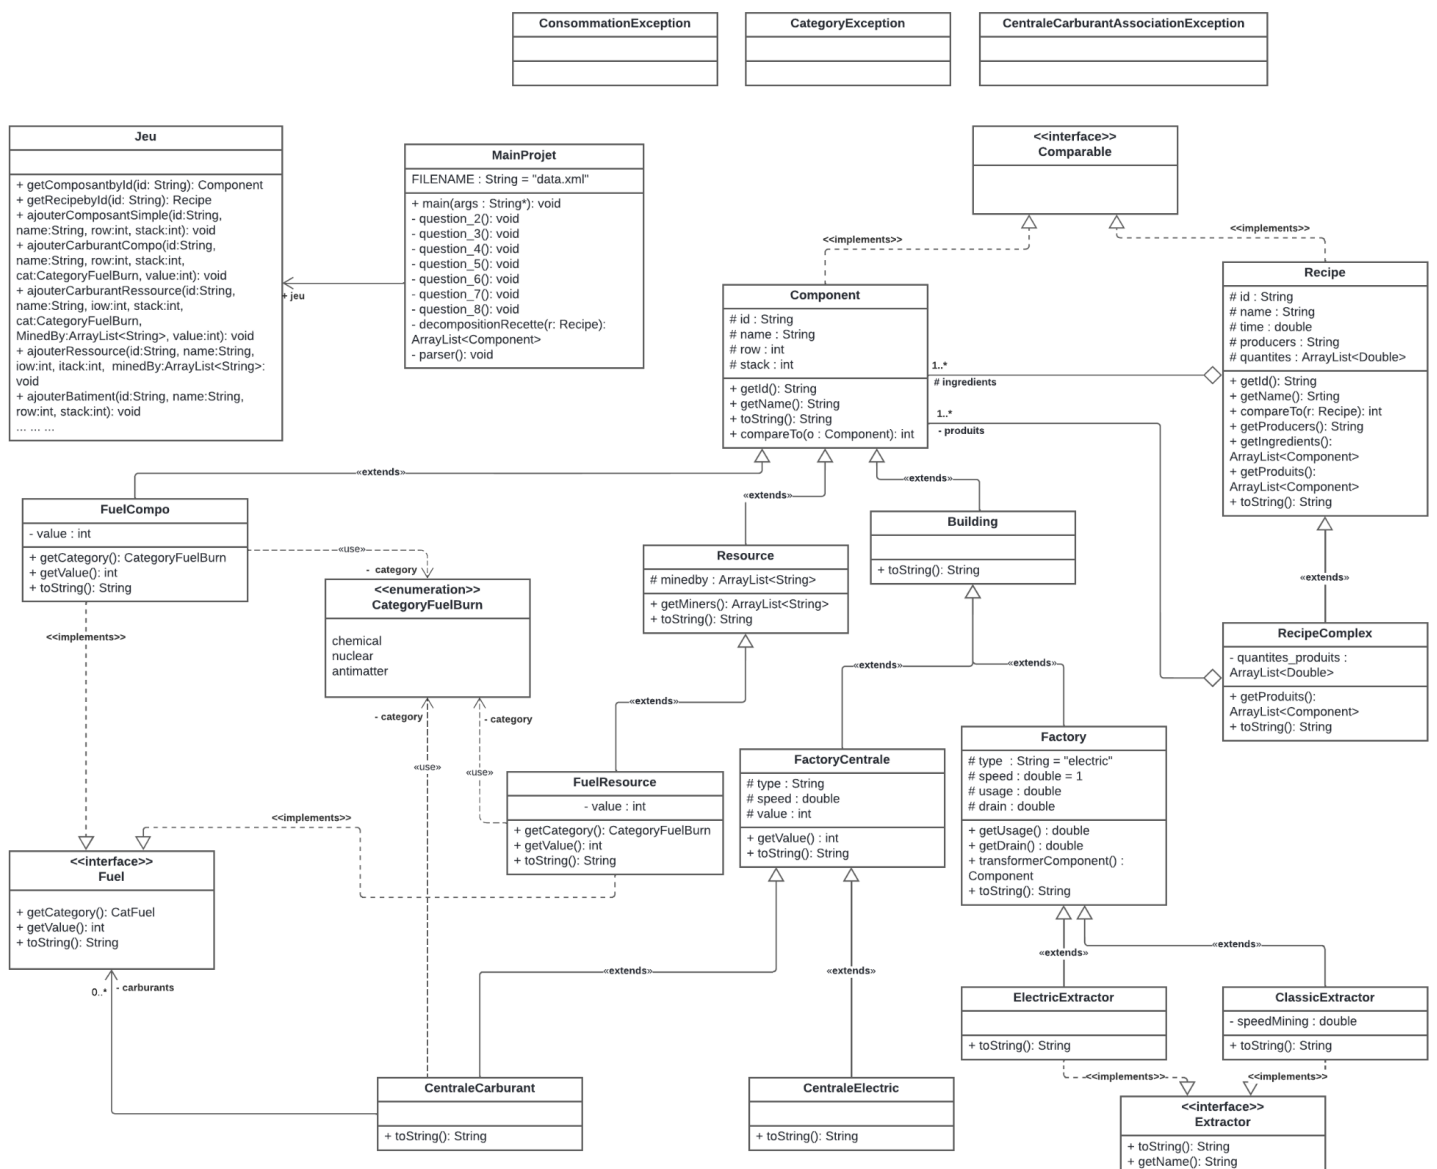 ConsommationException
CategoryException
CentraleCarburantAssociationException
Jeu
+ getComposantbyId(id: String): Component
+ getRecipebyId(id: String): Recipe
+ ajouterComposantSimple(id:String,
name:String, row:int, stack:int): void
+ ajouterCarburantCompo(id:String,
name:String, row:int, stack:int,
cat:CategoryFuelBurn, value:int): void
+ ajouterCarburantRessource(id:String,
name:String, iow:int, stack:int,
cat:CategoryFuelBurn,
MinedBy:ArrayList<String>, value:int): void
+ ajouterRessource(id:String, name:String,
iow:int, itack:int, minedBy:ArrayList<String>:
void
+ ajouterBatiment(id:String, name:String,
row:int, stack:int): void
... ... ...
+ jeu
MainProjet
FILENAME : String = "data.xml"
+ main(args : String*): void
- question_2(): void
- question_3(): void
- question_4(): void
- question_5(): void
- question_6(): void
- question_7(): void
- question_8(): void
- decompositionRecette(r: Recipe):
ArrayList<Component>
- parser(): void
<<interface>>
Comparable
<<implements>>
<<implements>>
Component
# id : String
# name : String
# row : int
# stack : int
+ getId(): String
+ getName(): String
+ toString(): String
+ compareTo(o : Component): int
1..*
# ingredients
1..*
- produits
Recipe
# id : String
# name : String
# time : double
# producers : String
# quantites : ArrayList<Double>
+ getId(): String
+ getName(): Srting
+ compareTo(r: Recipe): int
+ getProducers(): String
+ getIngredients():
ArrayList<Component>
+ getProduits():
ArrayList<Component>
+ toString(): String
«extends»
«extends»
«extends»
«extends»
FuelCompo
- value : int
+ getCategory(): CategoryFuelBurn
+ getValue(): int
+ toString(): String
«use»
- category
<<implements>>
<<enumeration>>
CategoryFuelBurn
chemical
nuclear
antimatter
- category
- category
«use»
«use»
Resource
# minedby : ArrayList<String>
+ getMiners(): ArrayList<String>
+ toString(): String
Building
+ toString(): String
RecipeComplex
- quantites_produits :
ArrayList<Double>
+ getProduits():
ArrayList<Component>
+ toString(): String
«extends»
«extends»
«extends»
FuelResource
- value : int
+ getCategory(): CategoryFuelBurn
+ getValue(): int
+ toString(): String
<<implements>>
FactoryCentrale
# type : String
# speed : double
# value : int
+ getValue() : int
+ toString(): String
Factory
# type : String = "electric"
# speed : double = 1
# usage : double
# drain : double
+ getUsage() : double
+ getDrain() : double
+ transformerComponent() :
Component
+ toString(): String
<<interface>>
Fuel
+ getCategory(): CatFuel
+ getValue(): int
+ toString(): String
0..*
- carburants
«extends»
«extends»
«extends»
«extends»
ElectricExtractor
+ toString(): String
ClassicExtractor
- speedMining : double
+ toString(): String
<<implements>>
<<implements>>
CentraleCarburant
+ toString(): String
CentraleElectric
+ toString(): String
<<interface>>
Extractor
+ toString(): String
+ getName(): String